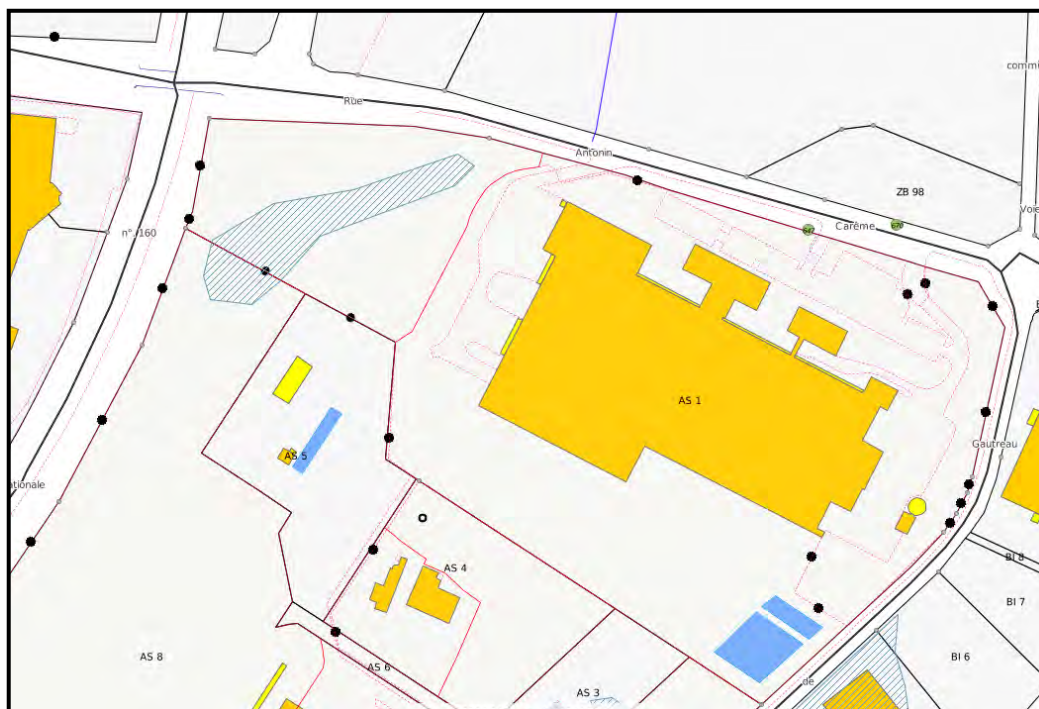 commu
Rue
Antonin
ZB 98
Voie
n° 160
Carême
AS 1
Gautreau
AS 5
ationale
BI 8
AS 4
BI 7
AS 8
AS 6
BI 6
de
AS 3